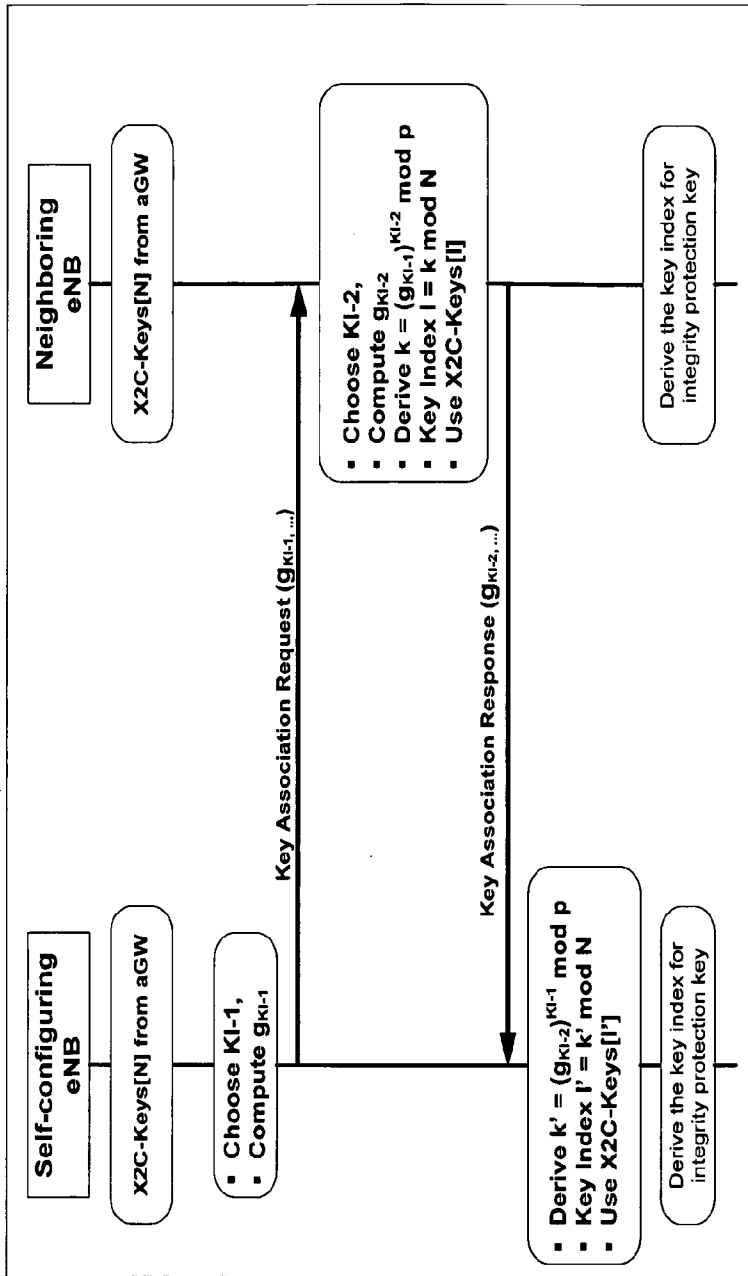 Self-configuring
eNB
Neighboring
eNB
X2C-Keys[N] from aGW
X2C-Keys[N] from aGW
▪ Choose KI-1,
▪ Compute gKI-1
Key Association Request (gKI-1, ...)
▪ Choose KI-2,
▪ Compute gKI-2
▪ Derive k = (gKI-1)^KI-2 mod p
▪ Key Index I = k mod N
▪ Use X2C-Keys[I]
Key Association Response (gKI-2, ...)
▪ Derive k' = (gKI-2)^KI-1 mod p
▪ Key Index I' = k' mod N
▪ Use X2C-Keys[I']
Derive the key index for
integrity protection key
Derive the key index for
integrity protection key